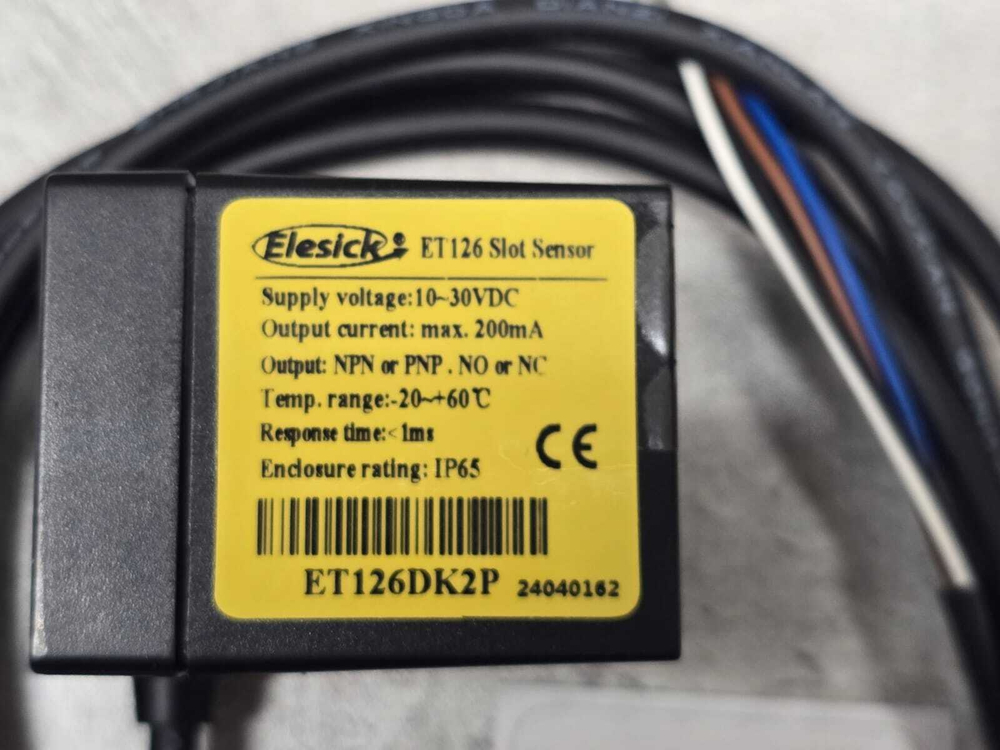 Elesick
ET126 Slot Sensor
Supply voltage:10~30VDC
Output current: max. 200mA
Output: NPN or PNP . NO or NC
Temp. range:-20~+60℃
Response time:<1ms
Enclosure rating: IP65
CE
ET126DK2P 24040162